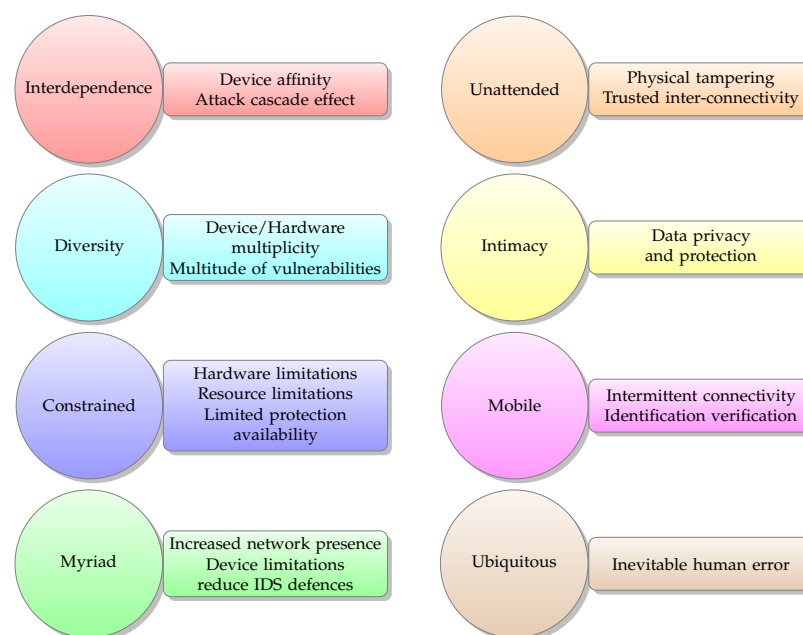 Interdependence
Device affinity
Attack cascade effect
Unattended
Physical tampering
Trusted inter-connectivity
Diversity
Device/Hardware
multiplicity
Multitude of vulnerabilities
Intimacy
Data privacy
and protection
Constrained
Hardware limitations
Resource limitations
Limited protection
availability
Mobile
Intermittent connectivity
Identification verification
Myriad
Increased network presence
Device limitations
reduce IDS defences
Ubiquitous
Inevitable human error